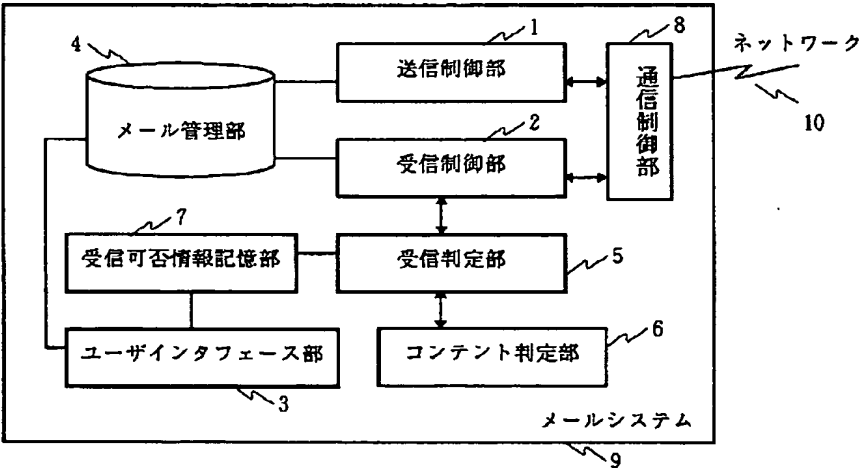 4
1
8
ネットワーク
送信制御部
通信制御部
メール管理部
2
10
受信制御部
7
受信可否情報記憶部
受信判定部
5
6
ユーザインタフェース部
コンテント判定部
3
メールシステム
9